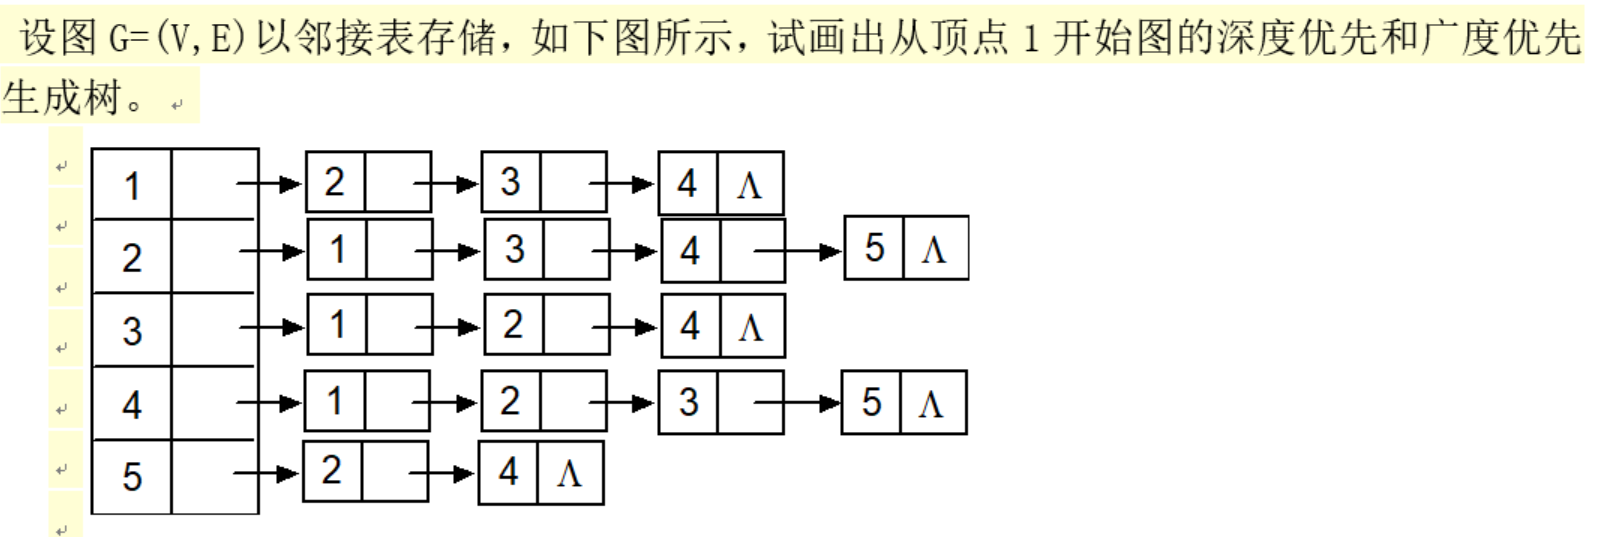 设图 G=(V,E)以邻接表存储，如下图所示，试画出从顶点 1 开始图的深度优先和广度优先
生成树。
1 2 3 4 Λ
2 1 3 4 5 Λ
3 1 2 4 Λ
4 1 2 3 5 Λ
5 2 4 Λ